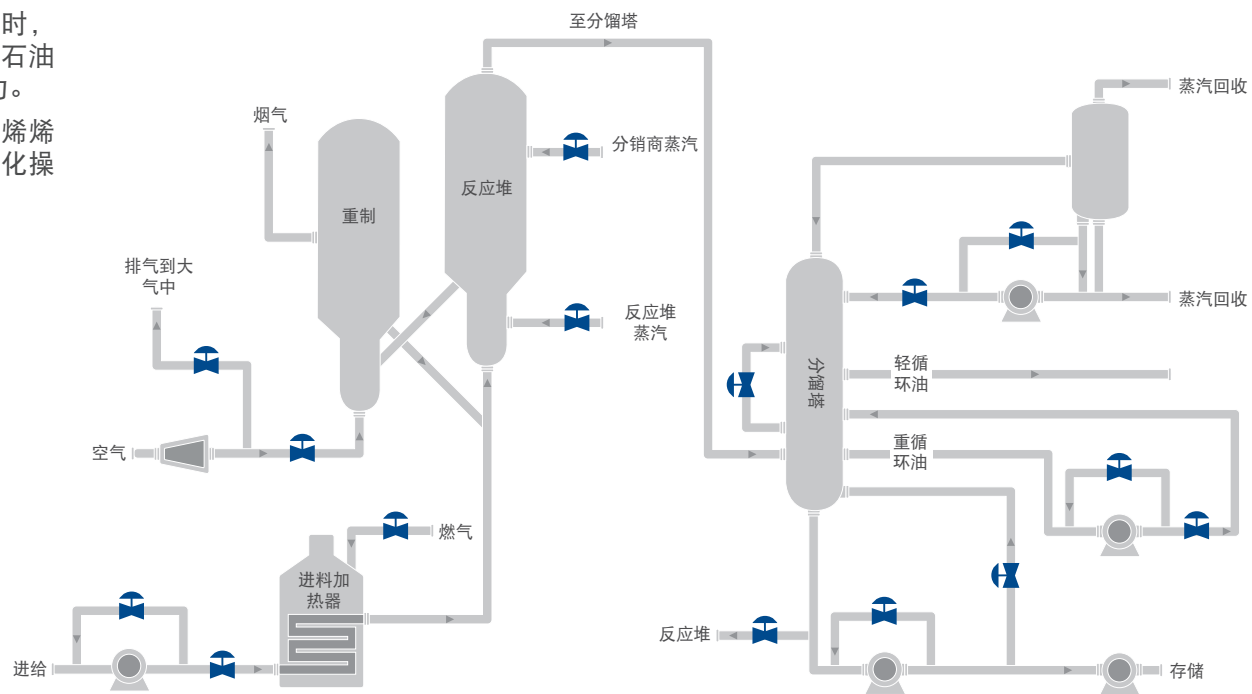 时，
石油
力。
烯烯
化操
至分馏塔
蒸汽回收
烟气
分销商蒸汽
反应堆
重制
排气到大
气中
蒸汽回收
反应堆
蒸汽
轻循
环油
分馏塔
空气
重循
环油
燃气
进料加
热器
反应堆
进给
存储